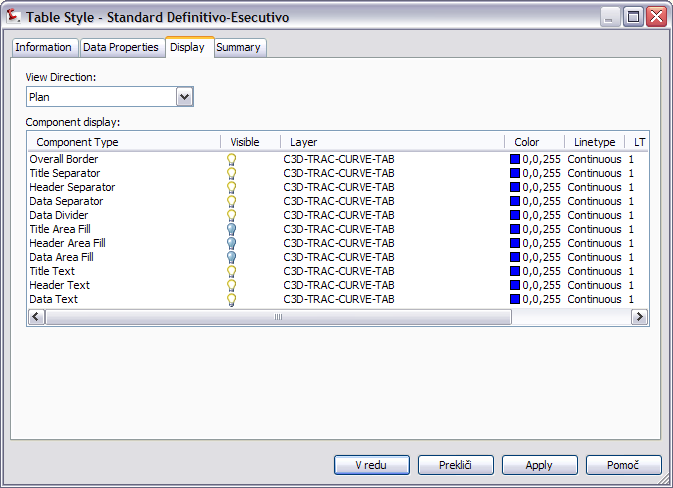 Table Style - Standard Definitivo-Esecutivo
Information Data Properties Display Summary
View Direction:
Plan
Component display:
Component Type Visible Layer Color Linetype LT
Overall Border C3D-TRAC-CURVE-TAB 0,0,255 Continuous 1
Title Separator C3D-TRAC-CURVE-TAB 0,0,255 Continuous 1
Header Separator C3D-TRAC-CURVE-TAB 0,0,255 Continuous 1
Data Separator C3D-TRAC-CURVE-TAB 0,0,255 Continuous 1
Data Divider C3D-TRAC-CURVE-TAB 0,0,255 Continuous 1
Title Area Fill C3D-TRAC-CURVE-TAB 0,0,255 Continuous 1
Header Area Fill C3D-TRAC-CURVE-TAB 0,0,255 Continuous 1
Data Area Fill C3D-TRAC-CURVE-TAB 0,0,255 Continuous 1
Title Text C3D-TRAC-CURVE-TAB 0,0,255 Continuous 1
Header Text C3D-TRAC-CURVE-TAB 0,0,255 Continuous 1
Data Text C3D-TRAC-CURVE-TAB 0,0,255 Continuous 1
V redu Prekliči Apply Pomoč